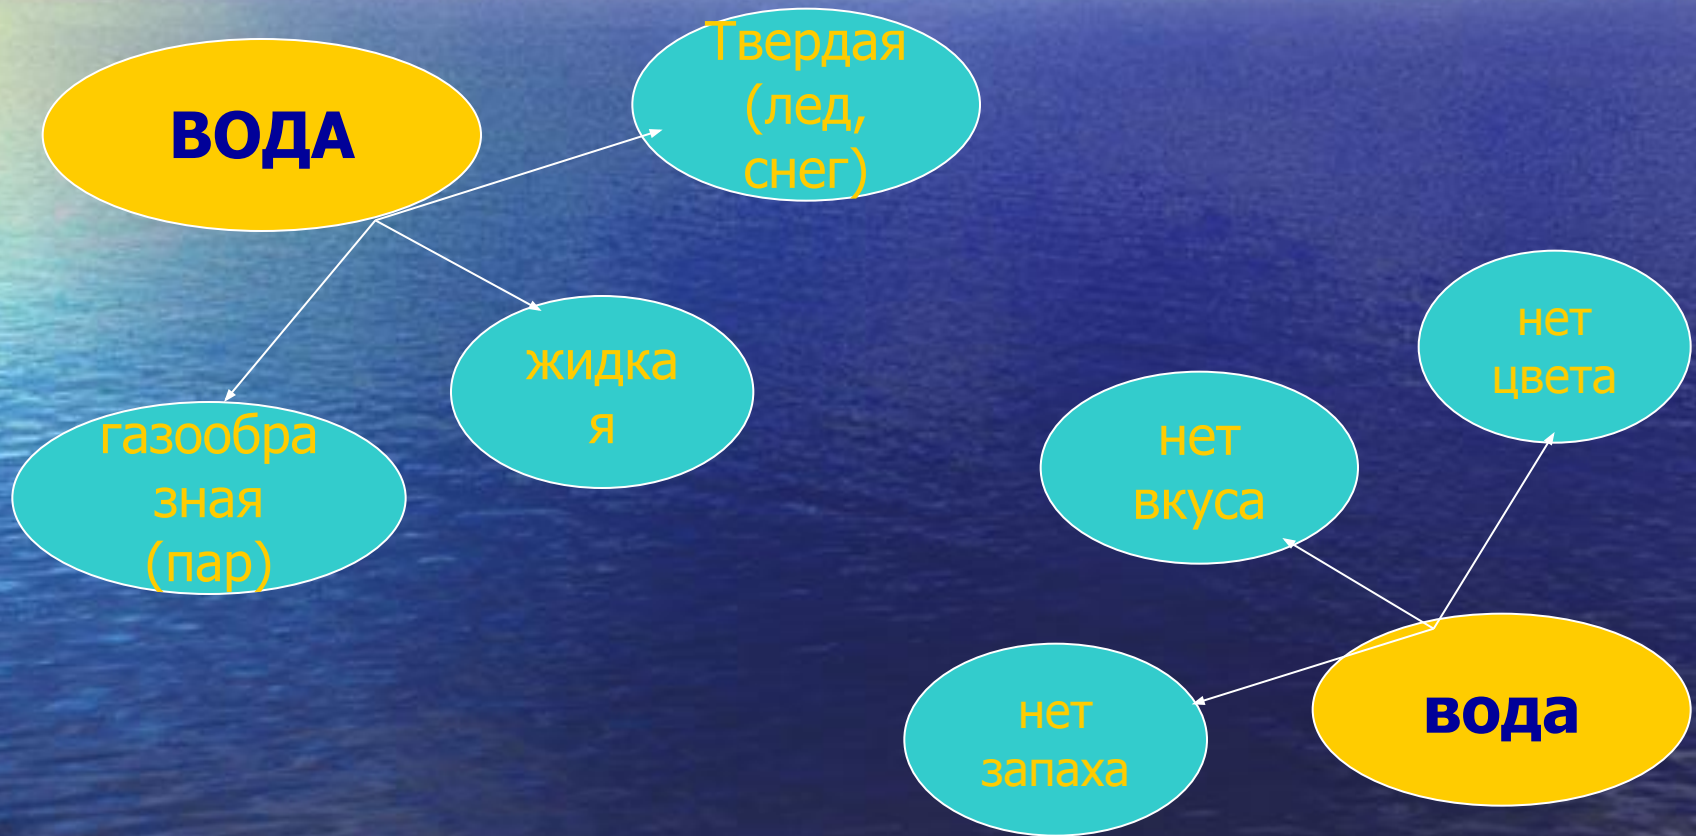 ВОДА
Твердая
(лед,
снег)
жидка
я
газообра
зная
(пар)
нет
цвета
нет
вкуса
нет
запаха
вода